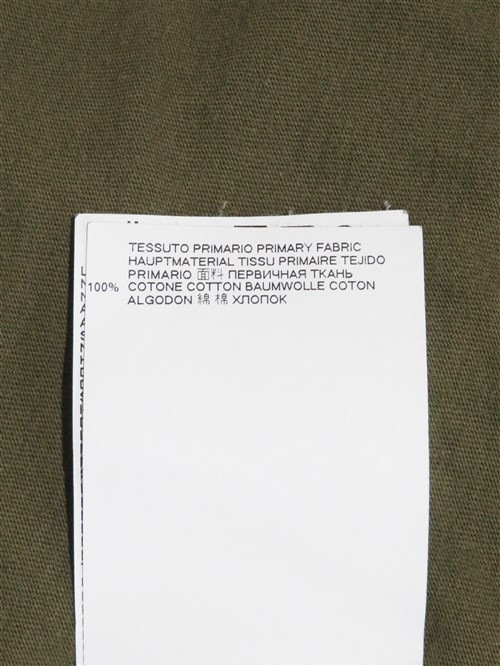 TESSUTO PRIMARIO PRIMARY FABRIC
HAUPTMATERIAL TISSU PRIMAIRE TEJIDO
PRIMARIO 面料 ПЕРВИЧНАЯ ТКАНЬ
100% COTONE COTTON BAUMWOLLE COTON
ALGODON 綿 棉 ХЛОПОК